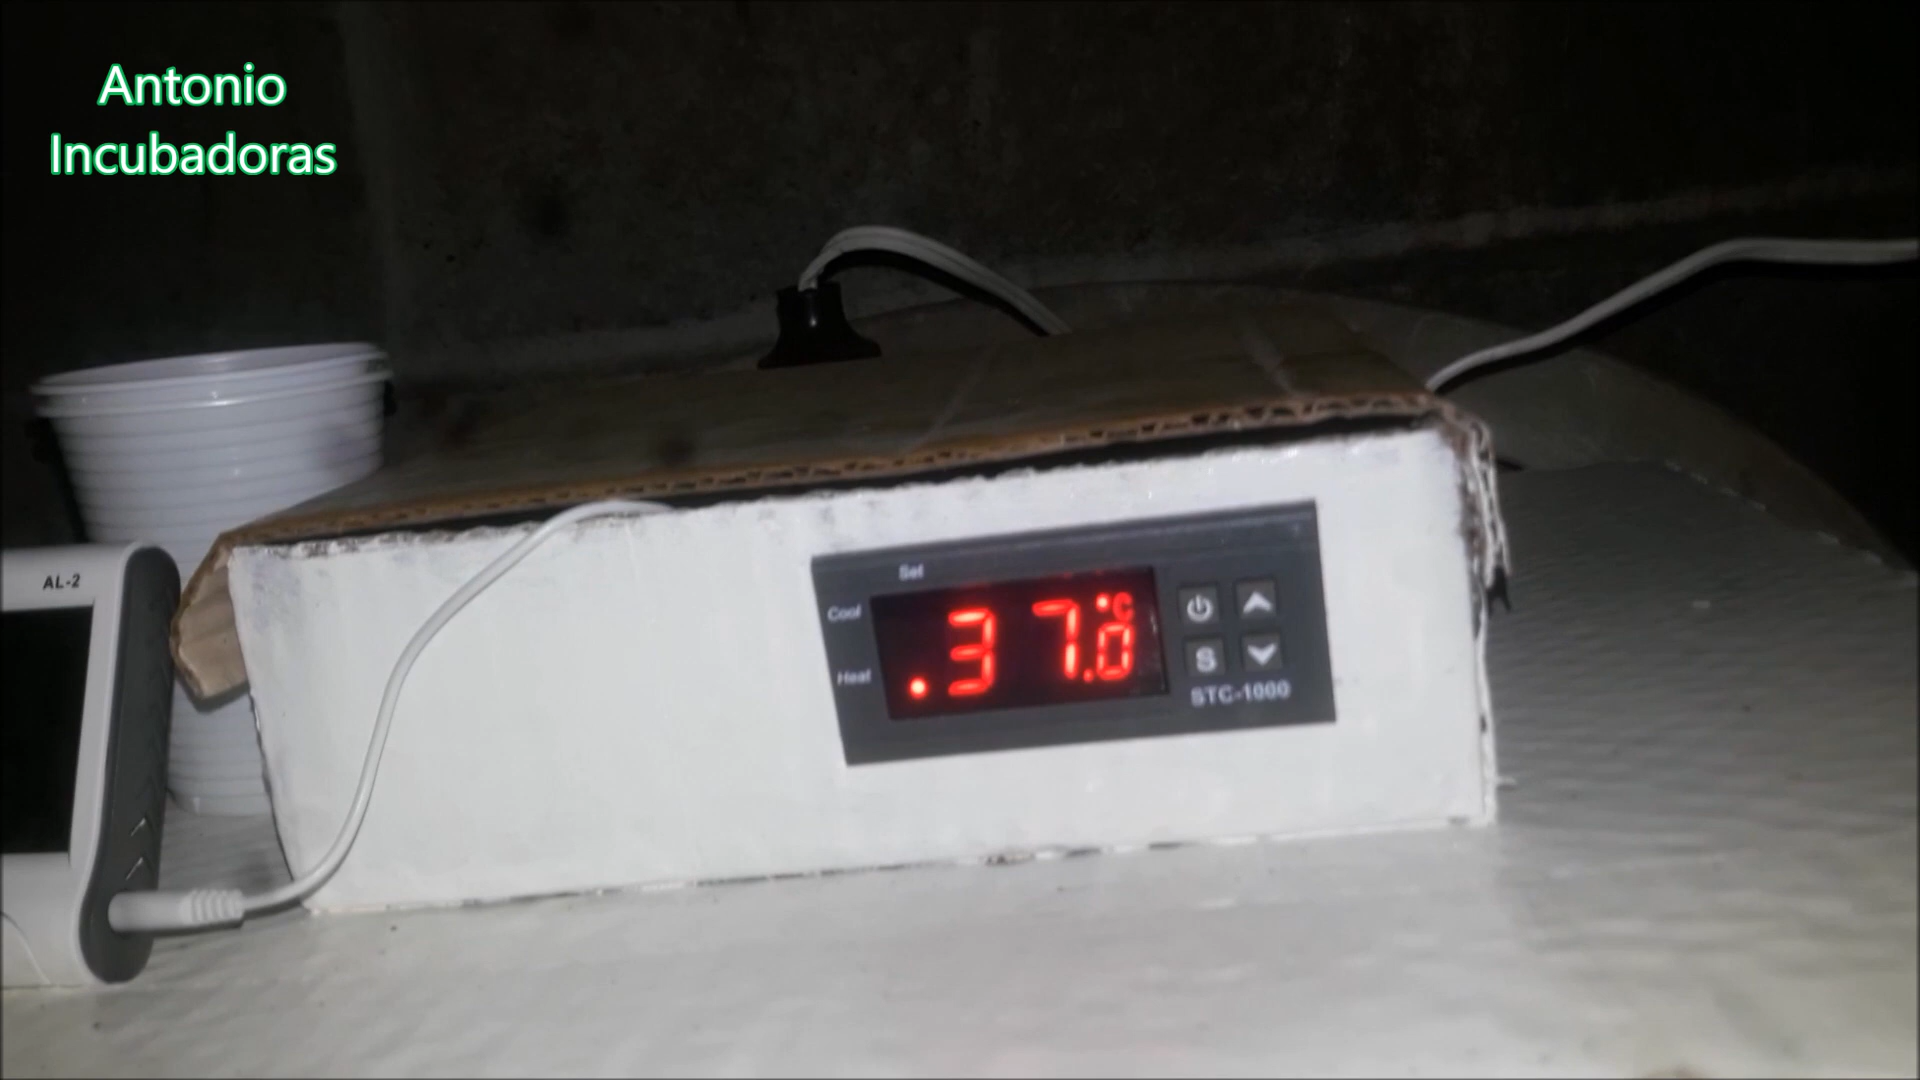 Antonio
Incubadoras
AL-2
Set
Cool
Heat
.37.0°C
S
STC-1000